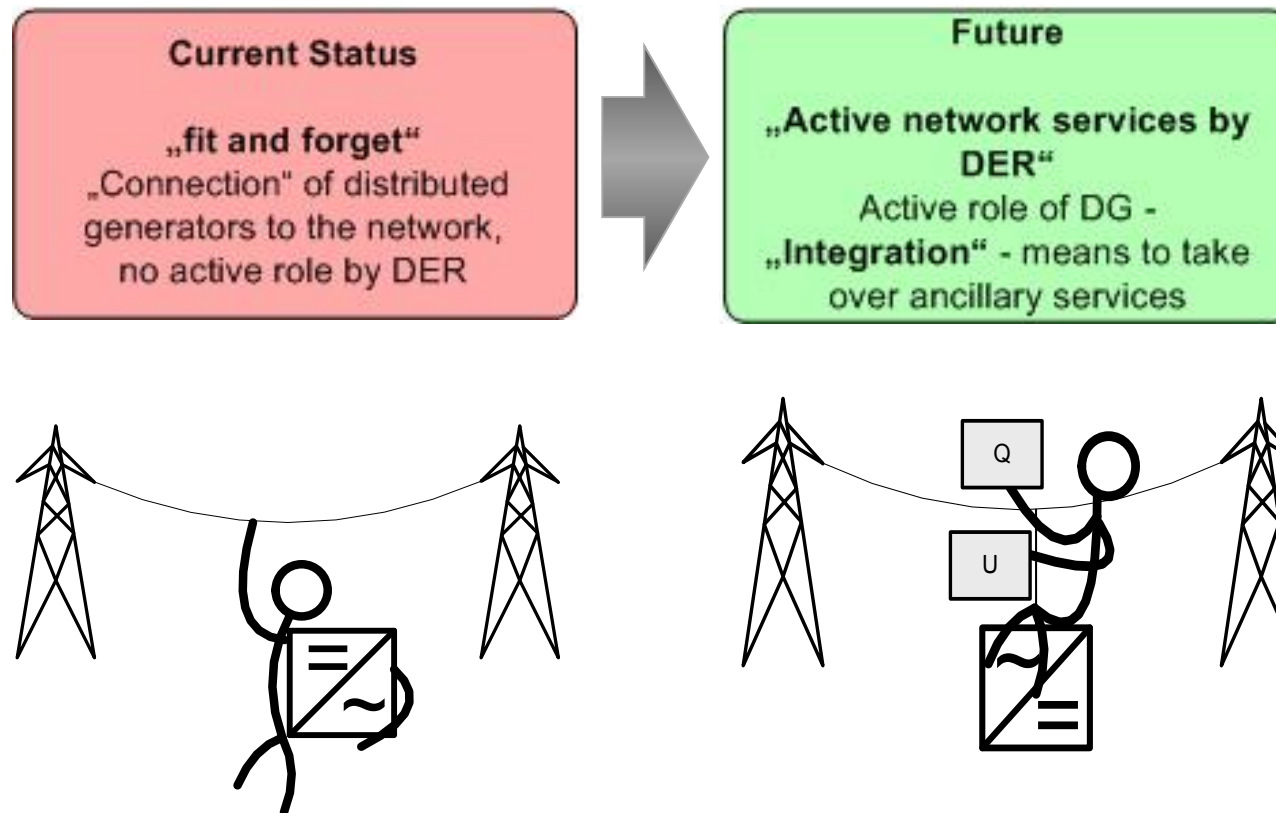 Current Status
„fit and forget“
„Connection“ of distributed
generators to the network,
no active role by DER
Future
„Active network services by
DER“
Active role of DG -
„Integration“ - means to take
over ancillary services
Q
U
=
~
~
=